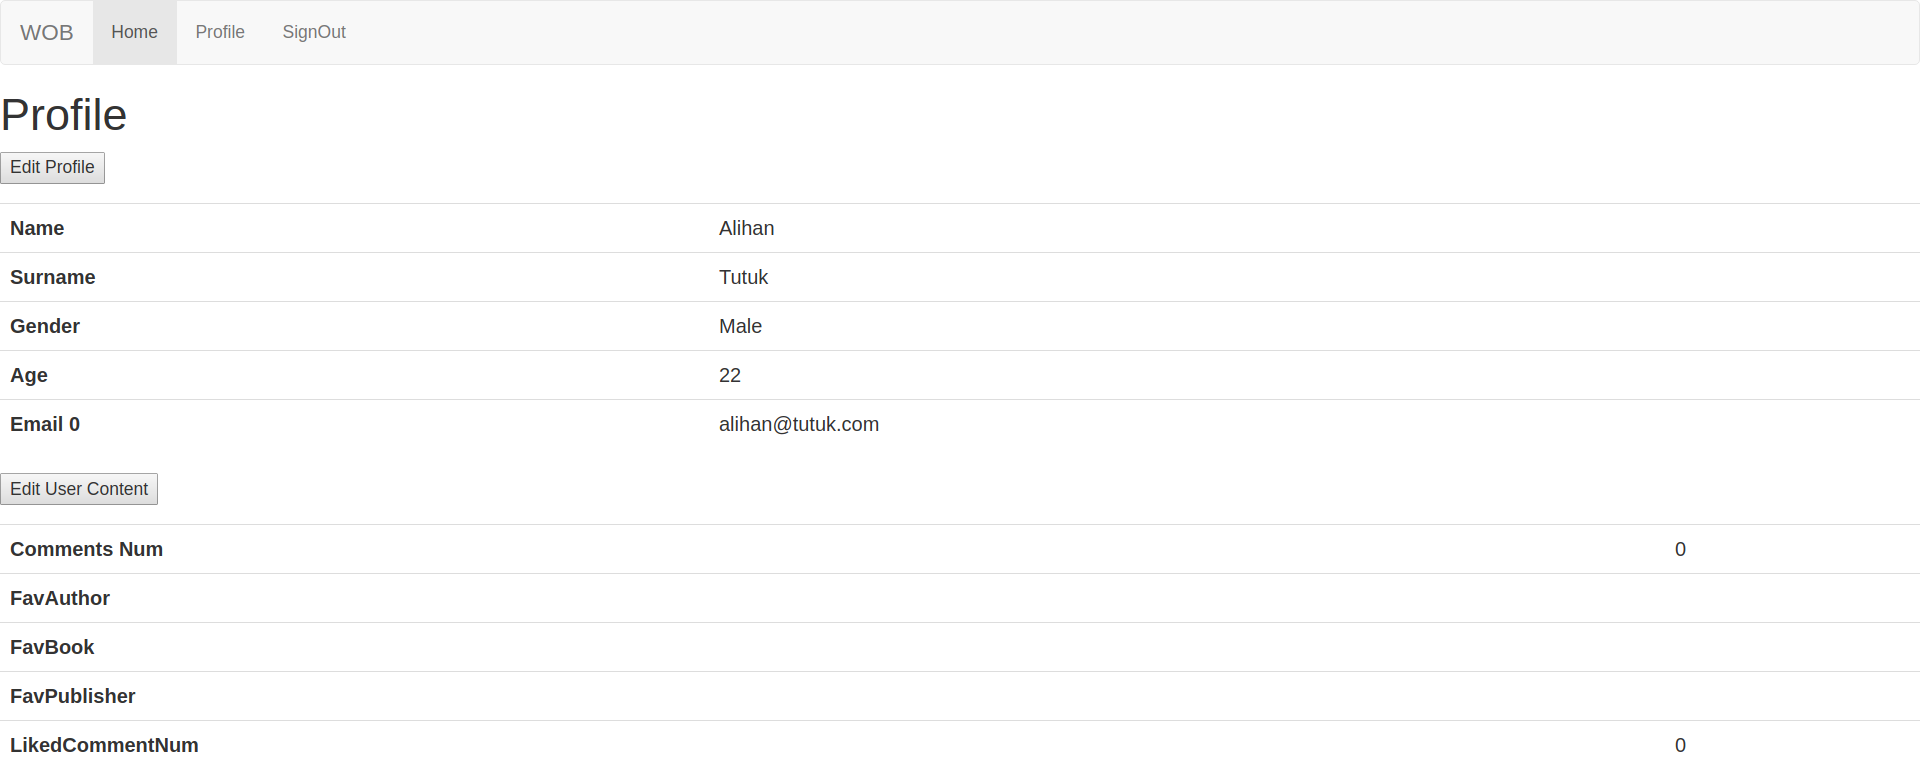 WOB Home Profile SignOut
Profile
Edit Profile
Name Alihan
Surname Tutuk
Gender Male
Age 22
Email 0 alihan@tutuk.com
Edit User Content
Comments Num 0
FavAuthor
FavBook
FavPublisher
LikedCommentNum 0